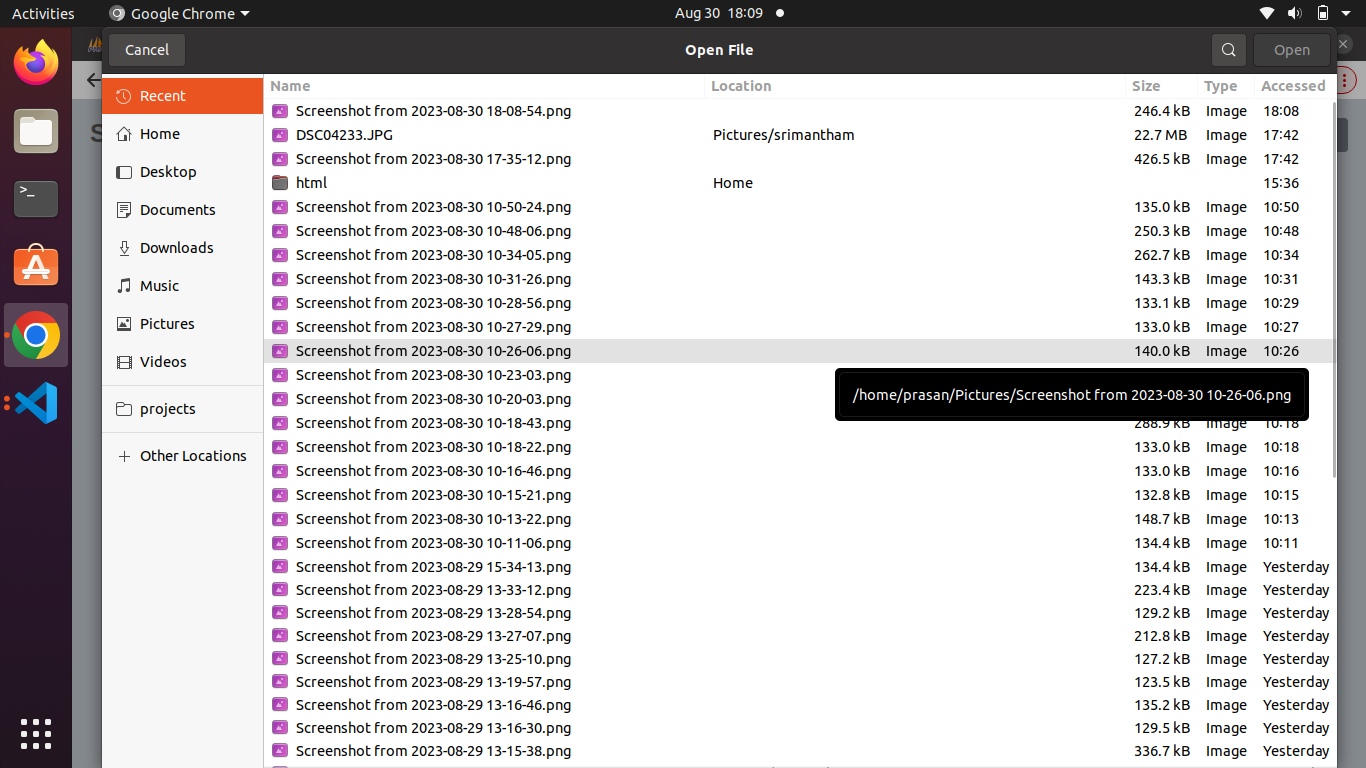 Activities Google Chrome Aug 30 18:09
Cancel Open File Open
Name Location Size Type Accessed
Recent
Home
Desktop
Documents
Downloads
Music
Pictures
Videos
projects
+ Other Locations
Screenshot from 2023-08-30 18-08-54.png 246.4 kB Image 18:08
DSC04233.JPG Pictures/srimantham 22.7 MB Image 17:42
Screenshot from 2023-08-30 17-35-12.png 426.5 kB Image 17:42
html Home 15:36
Screenshot from 2023-08-30 10-50-24.png 135.0 kB Image 10:50
Screenshot from 2023-08-30 10-48-06.png 250.3 kB Image 10:48
Screenshot from 2023-08-30 10-34-05.png 262.7 kB Image 10:34
Screenshot from 2023-08-30 10-31-26.png 143.3 kB Image 10:31
Screenshot from 2023-08-30 10-28-56.png 133.1 kB Image 10:29
Screenshot from 2023-08-30 10-27-29.png 133.0 kB Image 10:27
Screenshot from 2023-08-30 10-26-06.png 140.0 kB Image 10:26
Screenshot from 2023-08-30 10-23-03.png
/home/prasan/Pictures/Screenshot from 2023-08-30 10-26-06.png
Screenshot from 2023-08-30 10-20-03.png
Screenshot from 2023-08-30 10-18-43.png 288.9 kB Image 10:18
Screenshot from 2023-08-30 10-18-22.png 133.0 kB Image 10:18
Screenshot from 2023-08-30 10-16-46.png 133.0 kB Image 10:16
Screenshot from 2023-08-30 10-15-21.png 132.8 kB Image 10:15
Screenshot from 2023-08-30 10-13-22.png 148.7 kB Image 10:13
Screenshot from 2023-08-30 10-11-06.png 134.4 kB Image 10:11
Screenshot from 2023-08-29 15-34-13.png 134.4 kB Image Yesterday
Screenshot from 2023-08-29 13-33-12.png 223.4 kB Image Yesterday
Screenshot from 2023-08-29 13-28-54.png 129.2 kB Image Yesterday
Screenshot from 2023-08-29 13-27-07.png 212.8 kB Image Yesterday
Screenshot from 2023-08-29 13-25-10.png 127.2 kB Image Yesterday
Screenshot from 2023-08-29 13-19-57.png 123.5 kB Image Yesterday
Screenshot from 2023-08-29 13-16-46.png 135.2 kB Image Yesterday
Screenshot from 2023-08-29 13-16-30.png 129.5 kB Image Yesterday
Screenshot from 2023-08-29 13-15-38.png 336.7 kB Image Yesterday